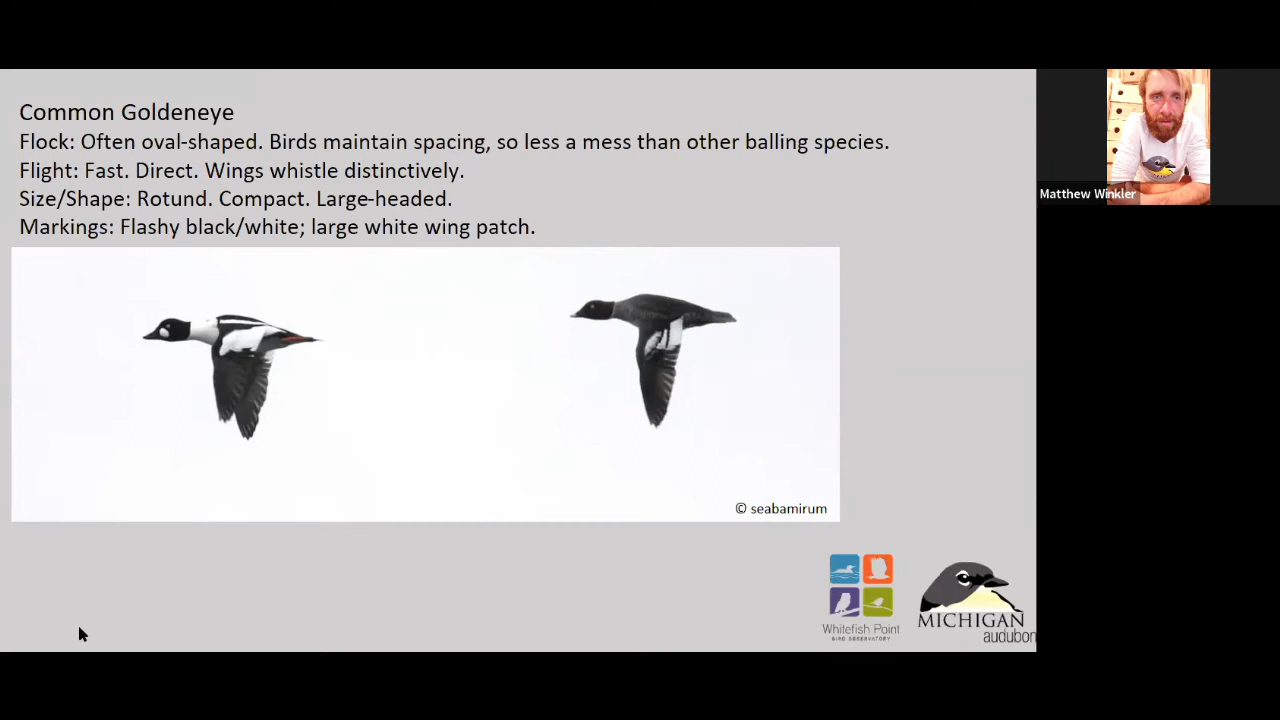 Common Goldeneye
Flock: Often oval-shaped. Birds maintain spacing, so less a mess than other balling species.
Flight: Fast. Direct. Wings whistle distinctively.
Size/Shape: Rotund. Compact. Large-headed.
Markings: Flashy black/white; large white wing patch.
Matthew Winkler
© seabamirum
Whitefish Point
BIRD OBSERVATORY
MICHIGAN
audubon